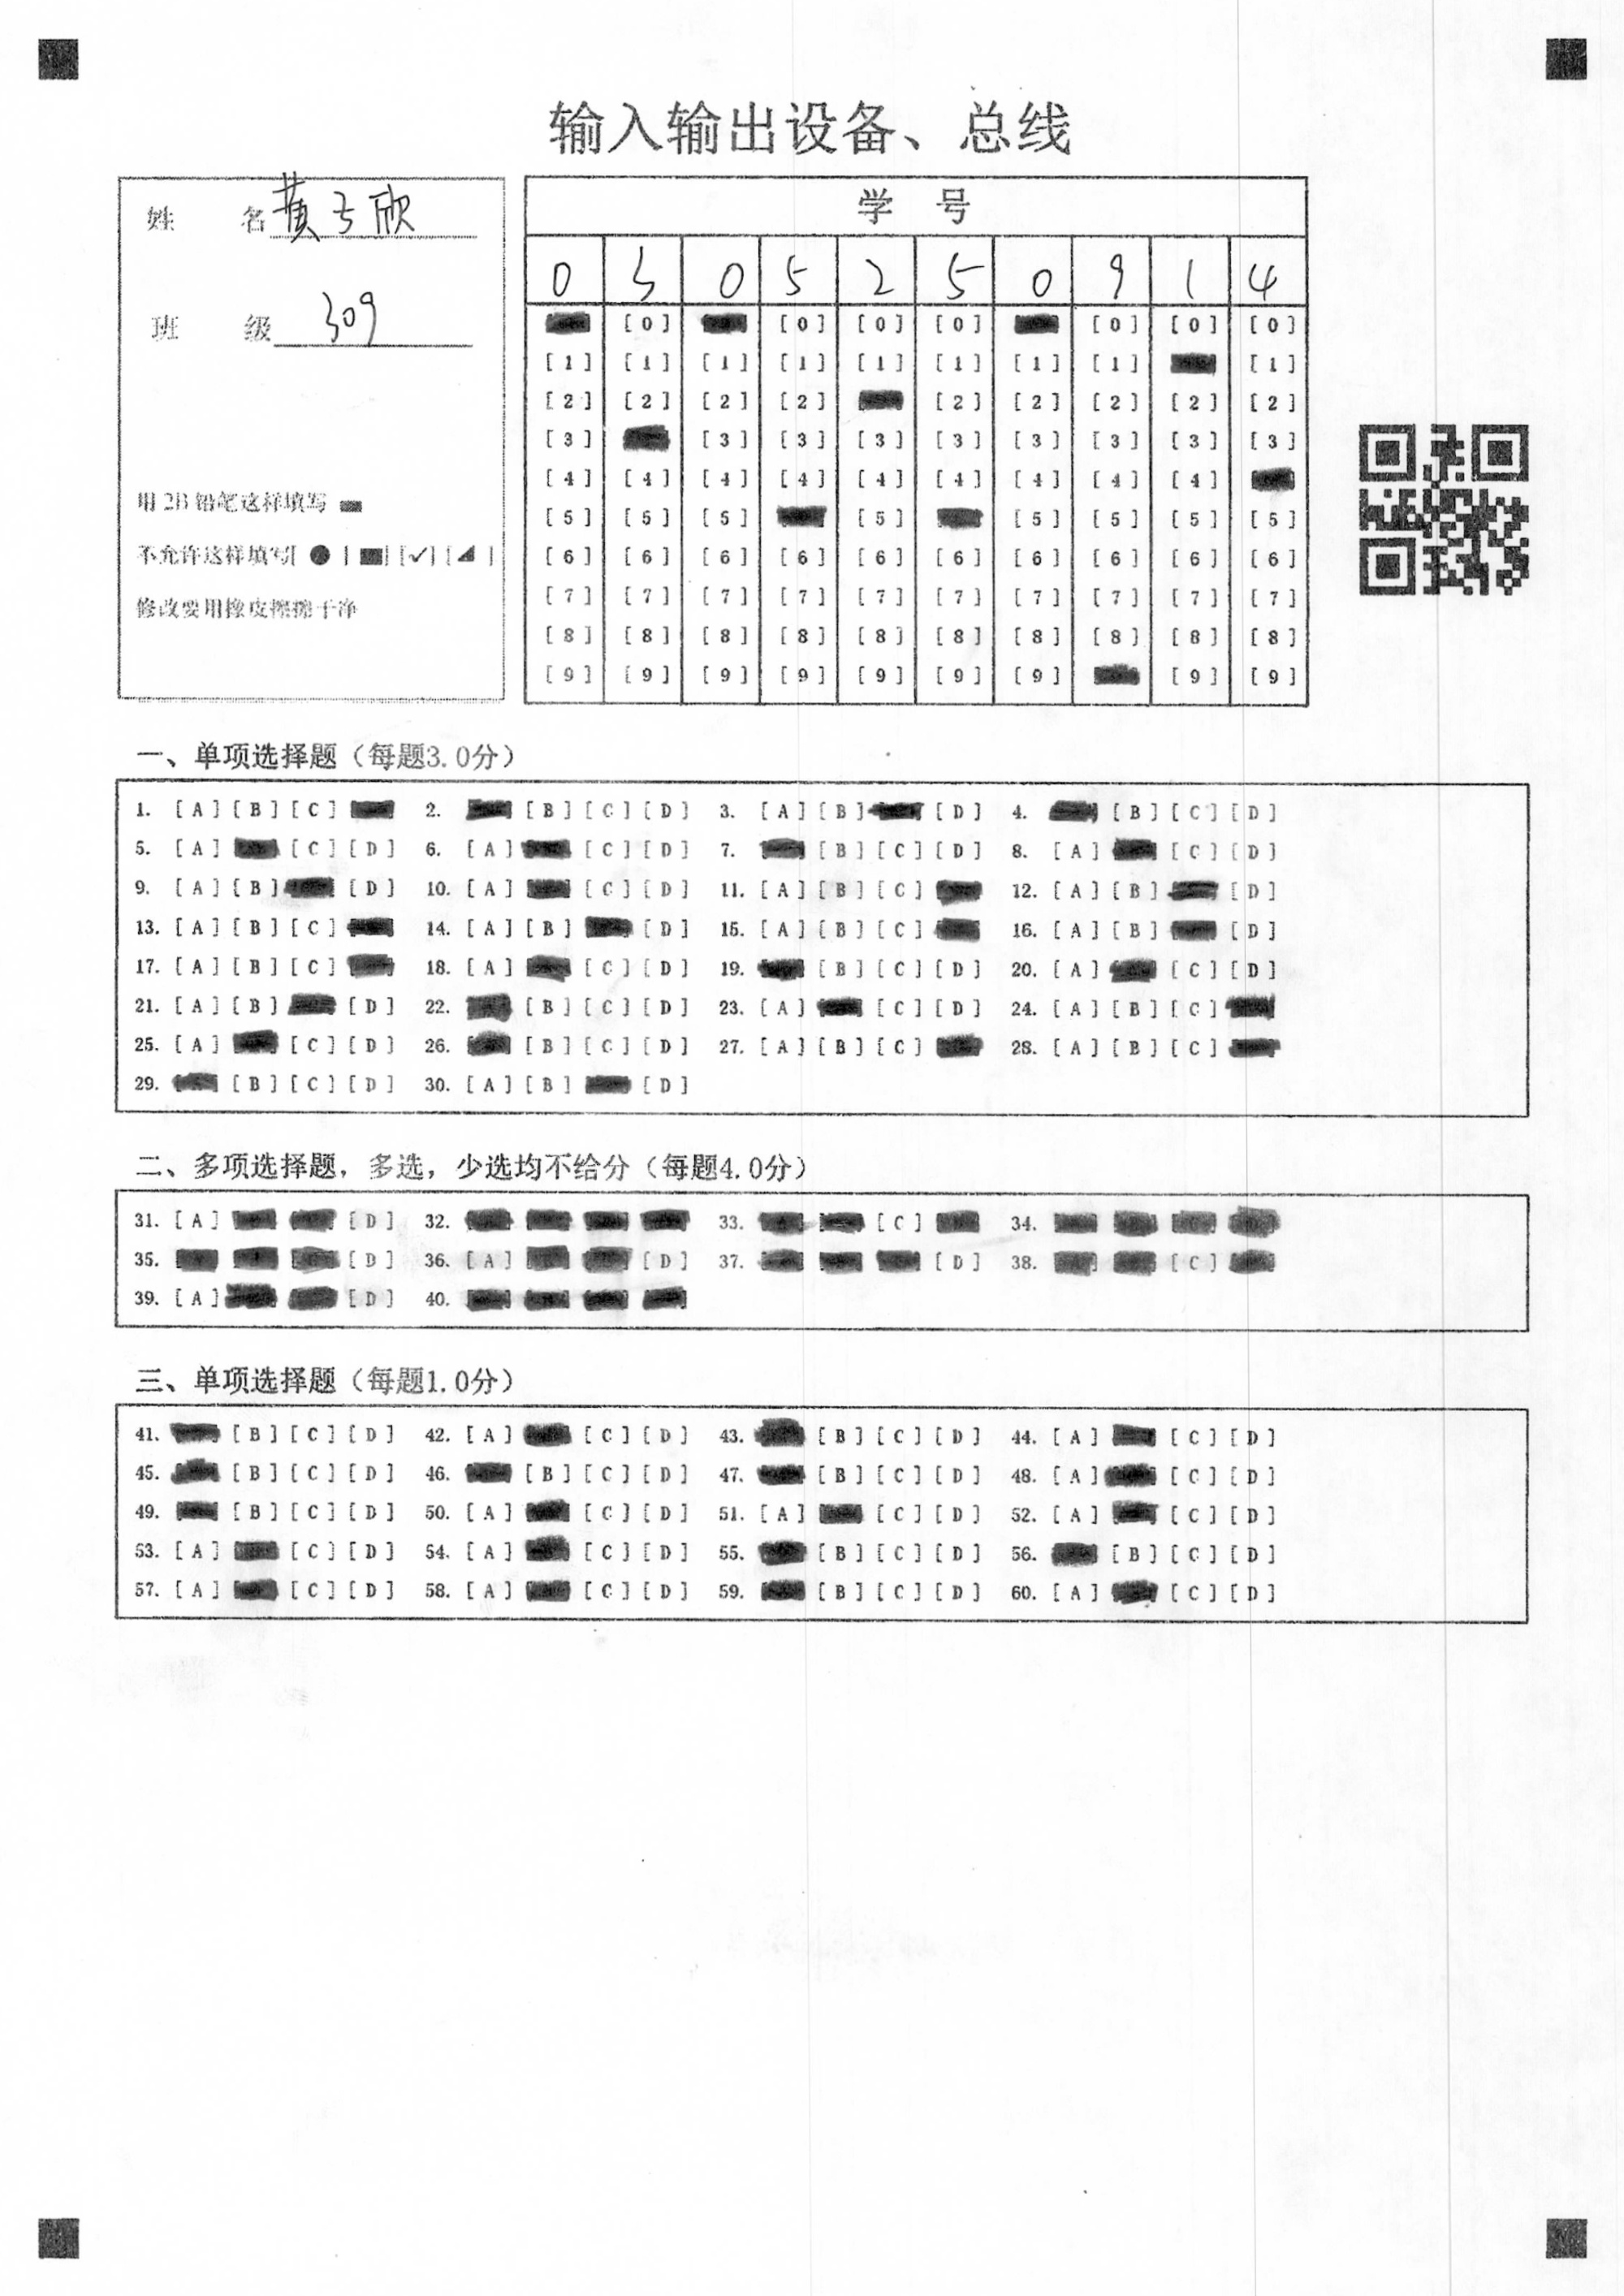 输入输出设备、总线
姓 名 黄子欣
班 级 309
用2B铅笔这样填写
不允许这样填写[●] [■] [✓] [◢]
修改要用橡皮擦擦干净
学 号
0 3 0 5 2 5 0 9 1 4
[0] [0] [0] [0] [0] [0] [0]
[1] [1] [1] [1] [1] [1] [1] [1] [1]
[2] [2] [2] [2] [2] [2] [2] [2] [2]
[3] [3] [3] [3] [3] [3] [3] [3] [3]
[4] [4] [4] [4] [4] [4] [4] [4] [4]
[5] [5] [5] [5] [5] [5] [5] [5]
[6] [6] [6] [6] [6] [6] [6] [6] [6] [6]
[7] [7] [7] [7] [7] [7] [7] [7] [7] [7]
[8] [8] [8] [8] [8] [8] [8] [8] [8] [8]
[9] [9] [9] [9] [9] [9] [9] [9] [9]
一、单项选择题（每题3.0分）
1. [A] [B] [C] 2. [B] [C] [D] 3. [A] [B] [D] 4. [B] [C] [D]
5. [A] [C] [D] 6. [A] [C] [D] 7. [B] [C] [D] 8. [A] [C] [D]
9. [A] [B] [D] 10. [A] [C] [D] 11. [A] [B] [C] 12. [A] [B] [D]
13. [A] [B] [C] 14. [A] [B] [D] 15. [A] [B] [C] 16. [A] [B] [D]
17. [A] [B] [C] 18. [A] [C] [D] 19. [B] [C] [D] 20. [A] [C] [D]
21. [A] [B] [D] 22. [B] [C] [D] 23. [A] [C] [D] 24. [A] [B] [C]
25. [A] [C] [D] 26. [B] [C] [D] 27. [A] [B] [C] 28. [A] [B] [C]
29. [B] [C] [D] 30. [A] [B] [D]
二、多项选择题，多选，少选均不给分（每题4.0分）
31. [A] [D] 32. 33. [C] 34.
35. [D] 36. [A] [D] 37. [D] 38. [C]
39. [A] [D] 40.
三、单项选择题（每题1.0分）
41. [B] [C] [D] 42. [A] [C] [D] 43. [B] [C] [D] 44. [A] [C] [D]
45. [B] [C] [D] 46. [B] [C] [D] 47. [B] [C] [D] 48. [A] [C] [D]
49. [B] [C] [D] 50. [A] [C] [D] 51. [A] [C] [D] 52. [A] [C] [D]
53. [A] [C] [D] 54. [A] [C] [D] 55. [B] [C] [D] 56. [B] [C] [D]
57. [A] [C] [D] 58. [A] [C] [D] 59. [B] [C] [D] 60. [A] [C] [D]